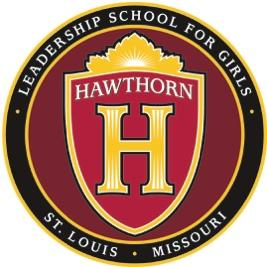 LEADERSHIP SCHOOL FOR GIRLS
HAWTHORN
H
ST. LOUIS • MISSOURI